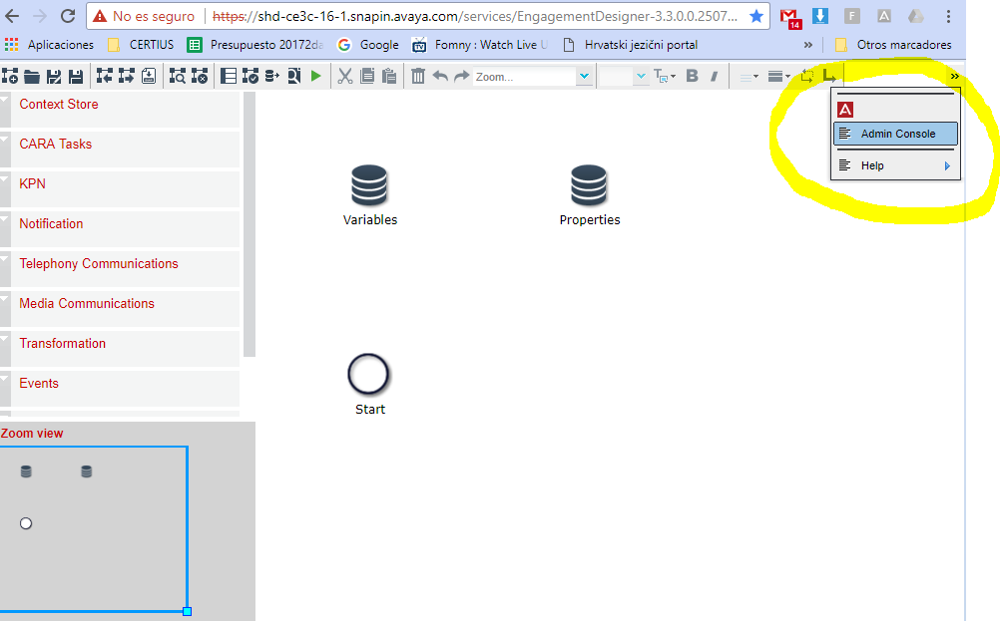 No es seguro https://shd-ce3c-16-1.snapin.avaya.com/services/EngagementDesigner-3.3.0.0.2507...
14
F
A
Aplicaciones CERTIUS Presupuesto 20172da Google Fomny : Watch Live U Hrvatski jezični portal » Otros marcadores
Zoom... T B I »
A
Admin Console
Help
Context Store
CARA Tasks
KPN
Notification
Telephony Communications
Media Communications
Transformation
Events
Variables
Properties
Start
Zoom view